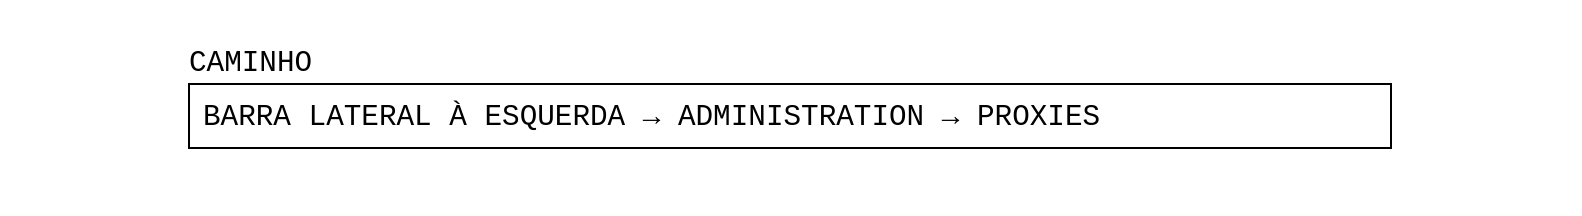 CAMINHO
BARRA LATERAL À ESQUERDA → ADMINISTRATION → PROXIES